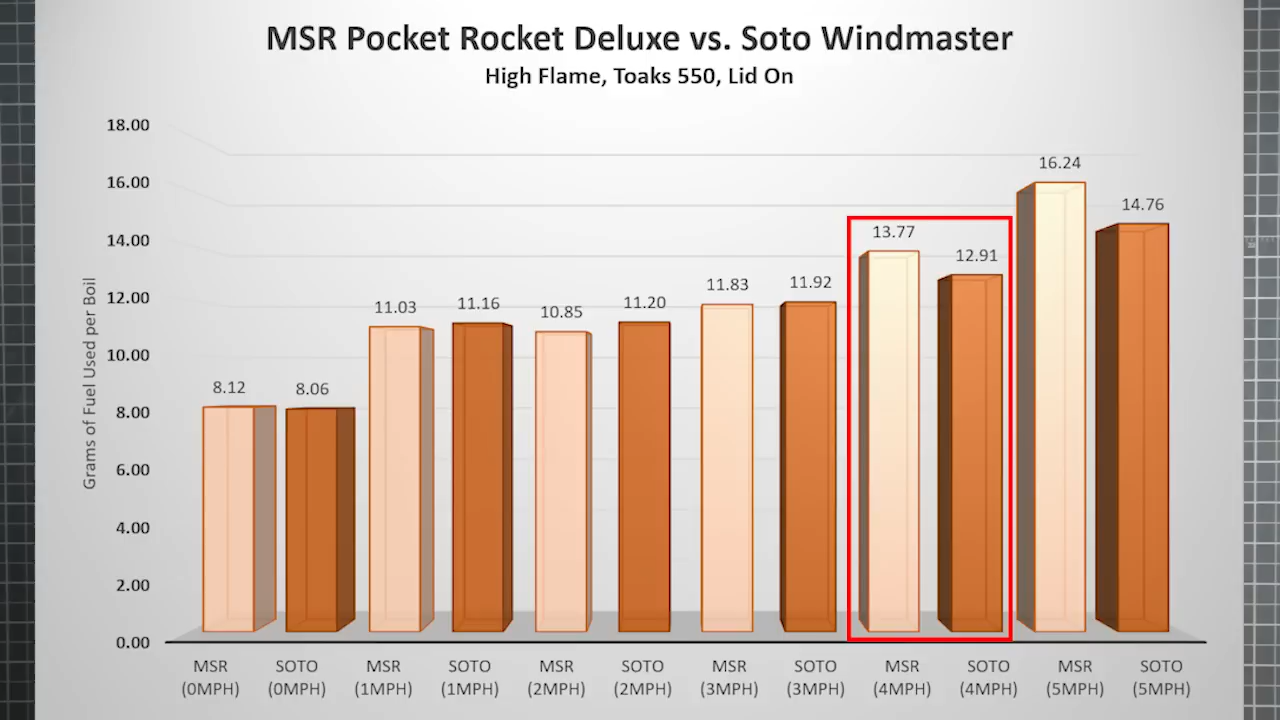 MSR Pocket Rocket Deluxe vs. Soto Windmaster
High Flame, Toaks 550, Lid On
Grams of Fuel Used per Boil
18.00
16.00
14.00
12.00
10.00
8.00
6.00
4.00
2.00
0.00
8.12
8.06
11.03
11.16
10.85
11.20
11.83
11.92
13.77
12.91
16.24
14.76
MSR (0MPH)
SOTO (0MPH)
MSR (1MPH)
SOTO (1MPH)
MSR (2MPH)
SOTO (2MPH)
MSR (3MPH)
SOTO (3MPH)
MSR (4MPH)
SOTO (4MPH)
MSR (5MPH)
SOTO (5MPH)